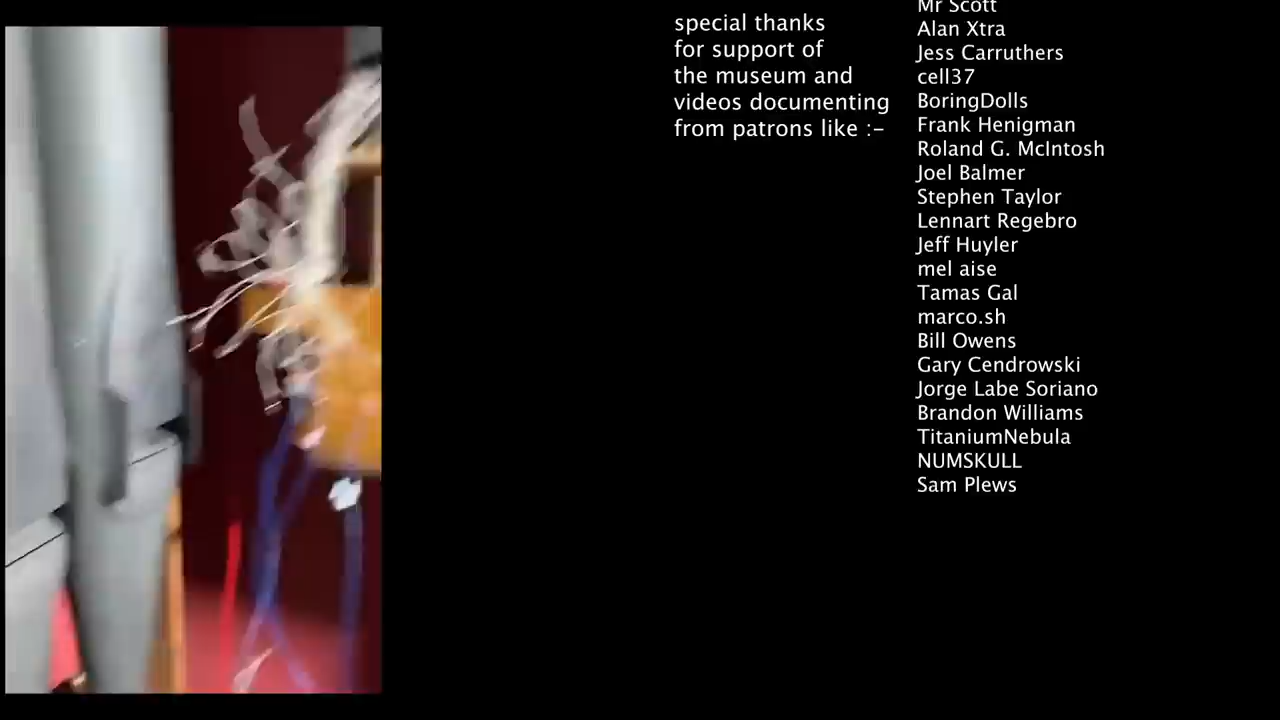 special thanks
for support of
the museum and
videos documenting
from patrons like :-
Mr Scott
Alan Xtra
Jess Carruthers
cell37
BoringDolls
Frank Henigman
Roland G. McIntosh
Joel Balmer
Stephen Taylor
Lennart Regebro
Jeff Huyler
mel aise
Tamas Gal
marco.sh
Bill Owens
Gary Cendrowski
Jorge Labe Soriano
Brandon Williams
TitaniumNebula
NUMSKULL
Sam Plews